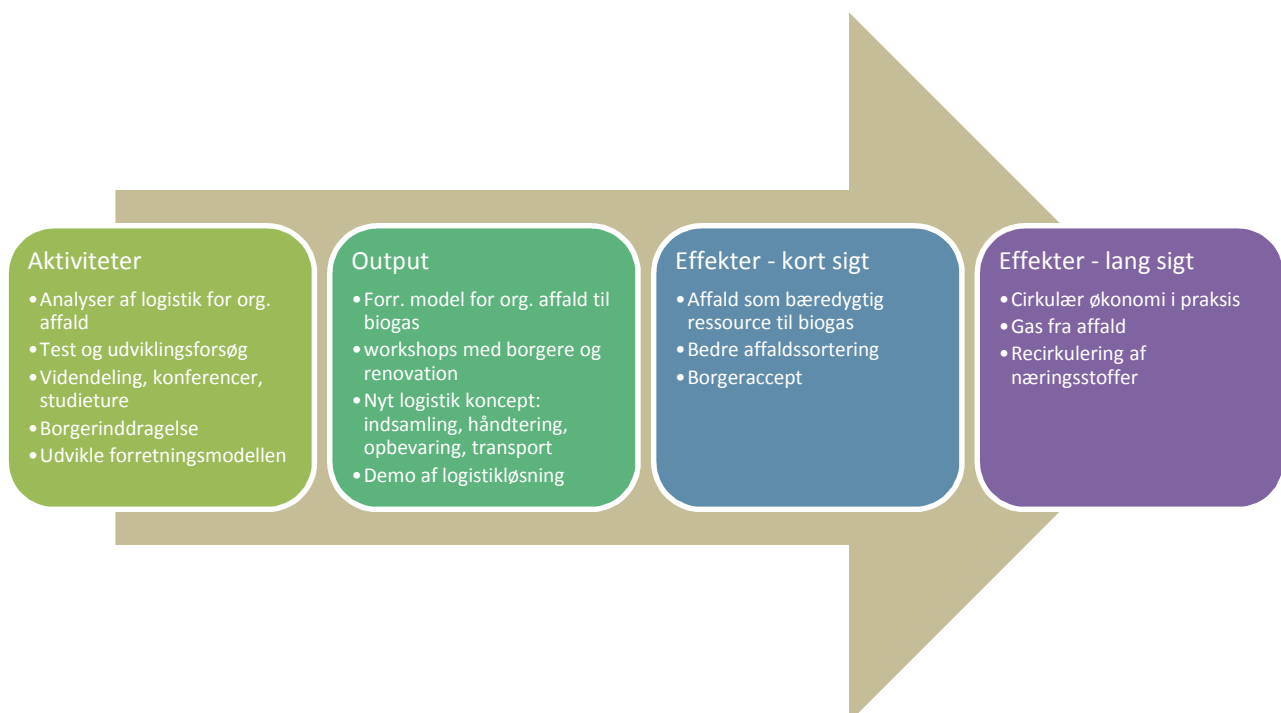 Aktiviteter
•Analyser af logistik for org.
affald
•Test og udviklingsforsøg
•Videndeling, konferencer,
studieture
•Borgerinddragelse
•Udvikle forretningsmodellen
Output
•Forr. model for org. affald til
biogas
•workshops med borgere og
renovation
•Nyt logistik koncept:
indsamling, håndtering,
opbevaring, transport
•Demo af logistikløsning
Effekter - kort sigt
•Affald som bæredygtig
ressource til biogas
•Bedre affaldssortering
•Borgeraccept
Effekter - lang sigt
•Cirkulær økonomi i praksis
•Gas fra affald
•Recirkulering af
næringsstoffer